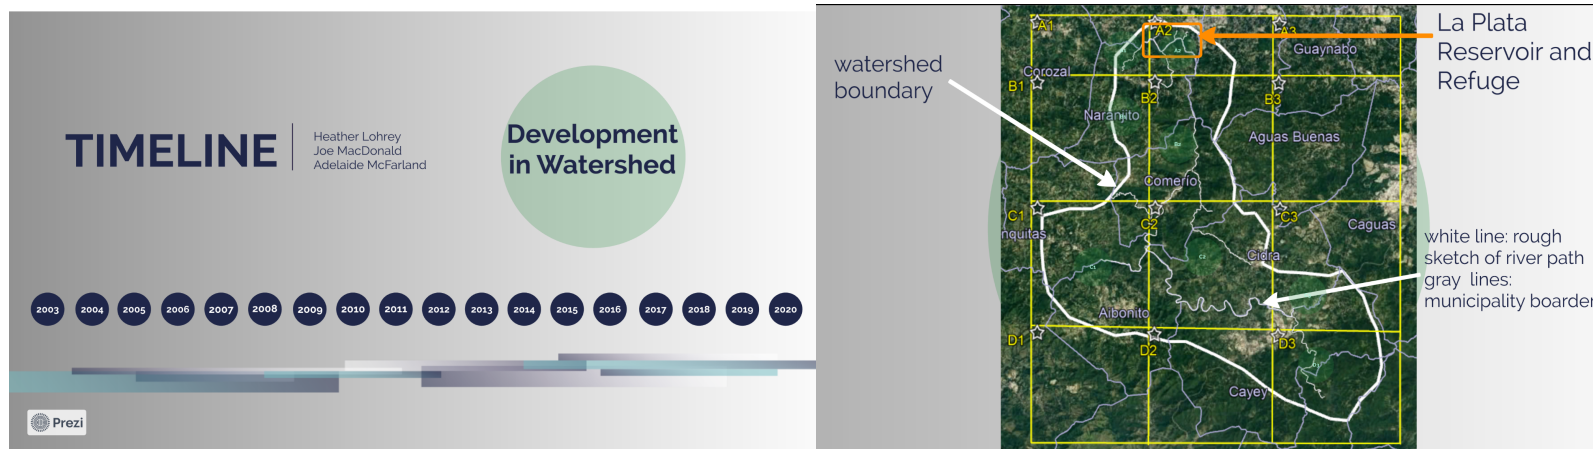 TIMELINE
Heather Lohrey
Joe MacDonald
Adelaide McFarland
Development
in Watershed
2003 2004 2005 2006 2007 2008 2009 2010 2011 2012 2013 2014 2015 2016 2017 2018 2019 2020
Prezi
watershed
boundary
La Plata
Reservoir and
Refuge
white line: rough
sketch of river path
gray lines:
municipality boarder
A1
A2
A3
Guaynabo
Corozal
B1
B2
B3
Naranjito
Aguas Buenas
Comerío
C1
C2
C3
nquitas
Caguas
Cidra
Aibonito
D1
D2
D3
Cayey